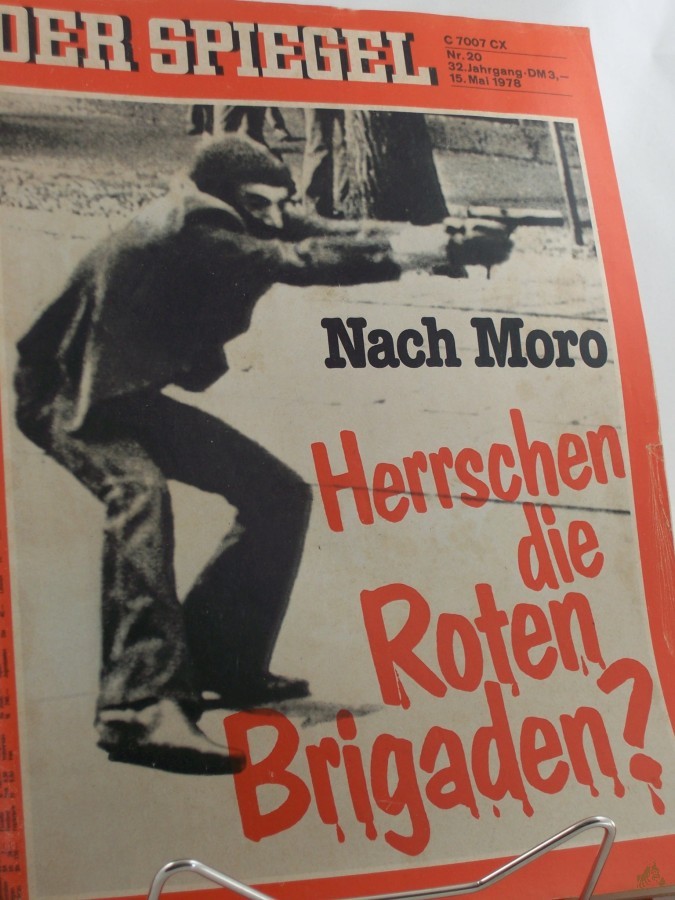 DER SPIEGEL
C 7007 CX
Nr. 20
32. Jahrgang · DM 3,–
15. Mai 1978
Nach Moro
Herrschen
die
Roten
Brigaden?